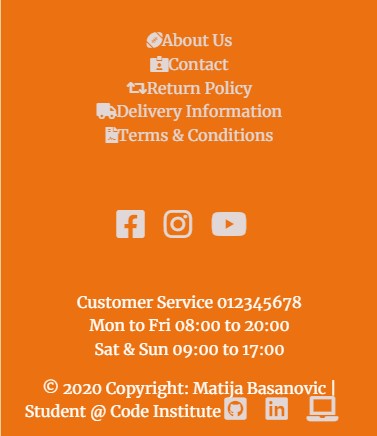 About Us
Contact
Return Policy
Delivery Information
Terms & Conditions
Customer Service 012345678
Mon to Fri 08:00 to 20:00
Sat & Sun 09:00 to 17:00
© 2020 Copyright: Matija Basanovic |
Student @ Code Institute